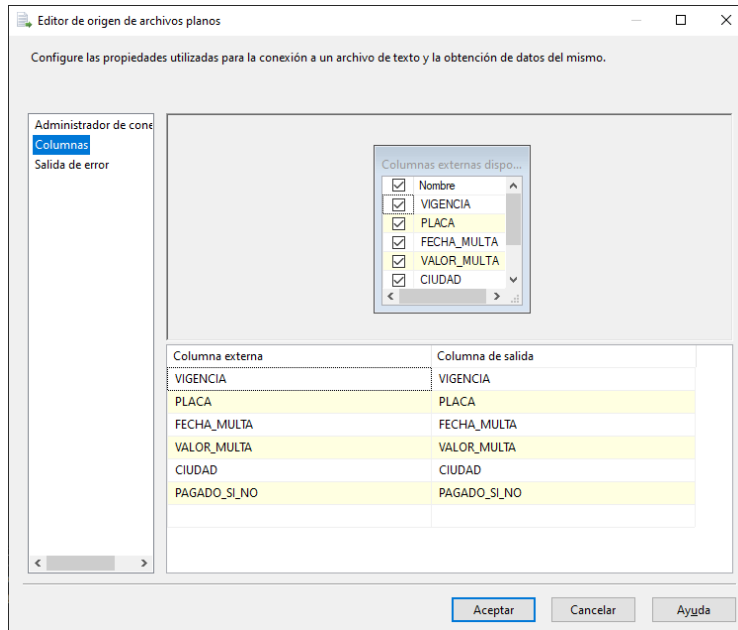 Editor de origen de archivos planos
Configure las propiedades utilizadas para la conexión a un archivo de texto y la obtención de datos del mismo.
Administrador de cone
Columnas
Salida de error
Columnas externas dispo...
Nombre
VIGENCIA
PLACA
FECHA_MULTA
VALOR_MULTA
CIUDAD
Columna externa Columna de salida
VIGENCIA VIGENCIA
PLACA PLACA
FECHA_MULTA FECHA_MULTA
VALOR_MULTA VALOR_MULTA
CIUDAD CIUDAD
PAGADO_SI_NO PAGADO_SI_NO
Aceptar Cancelar Ayuda